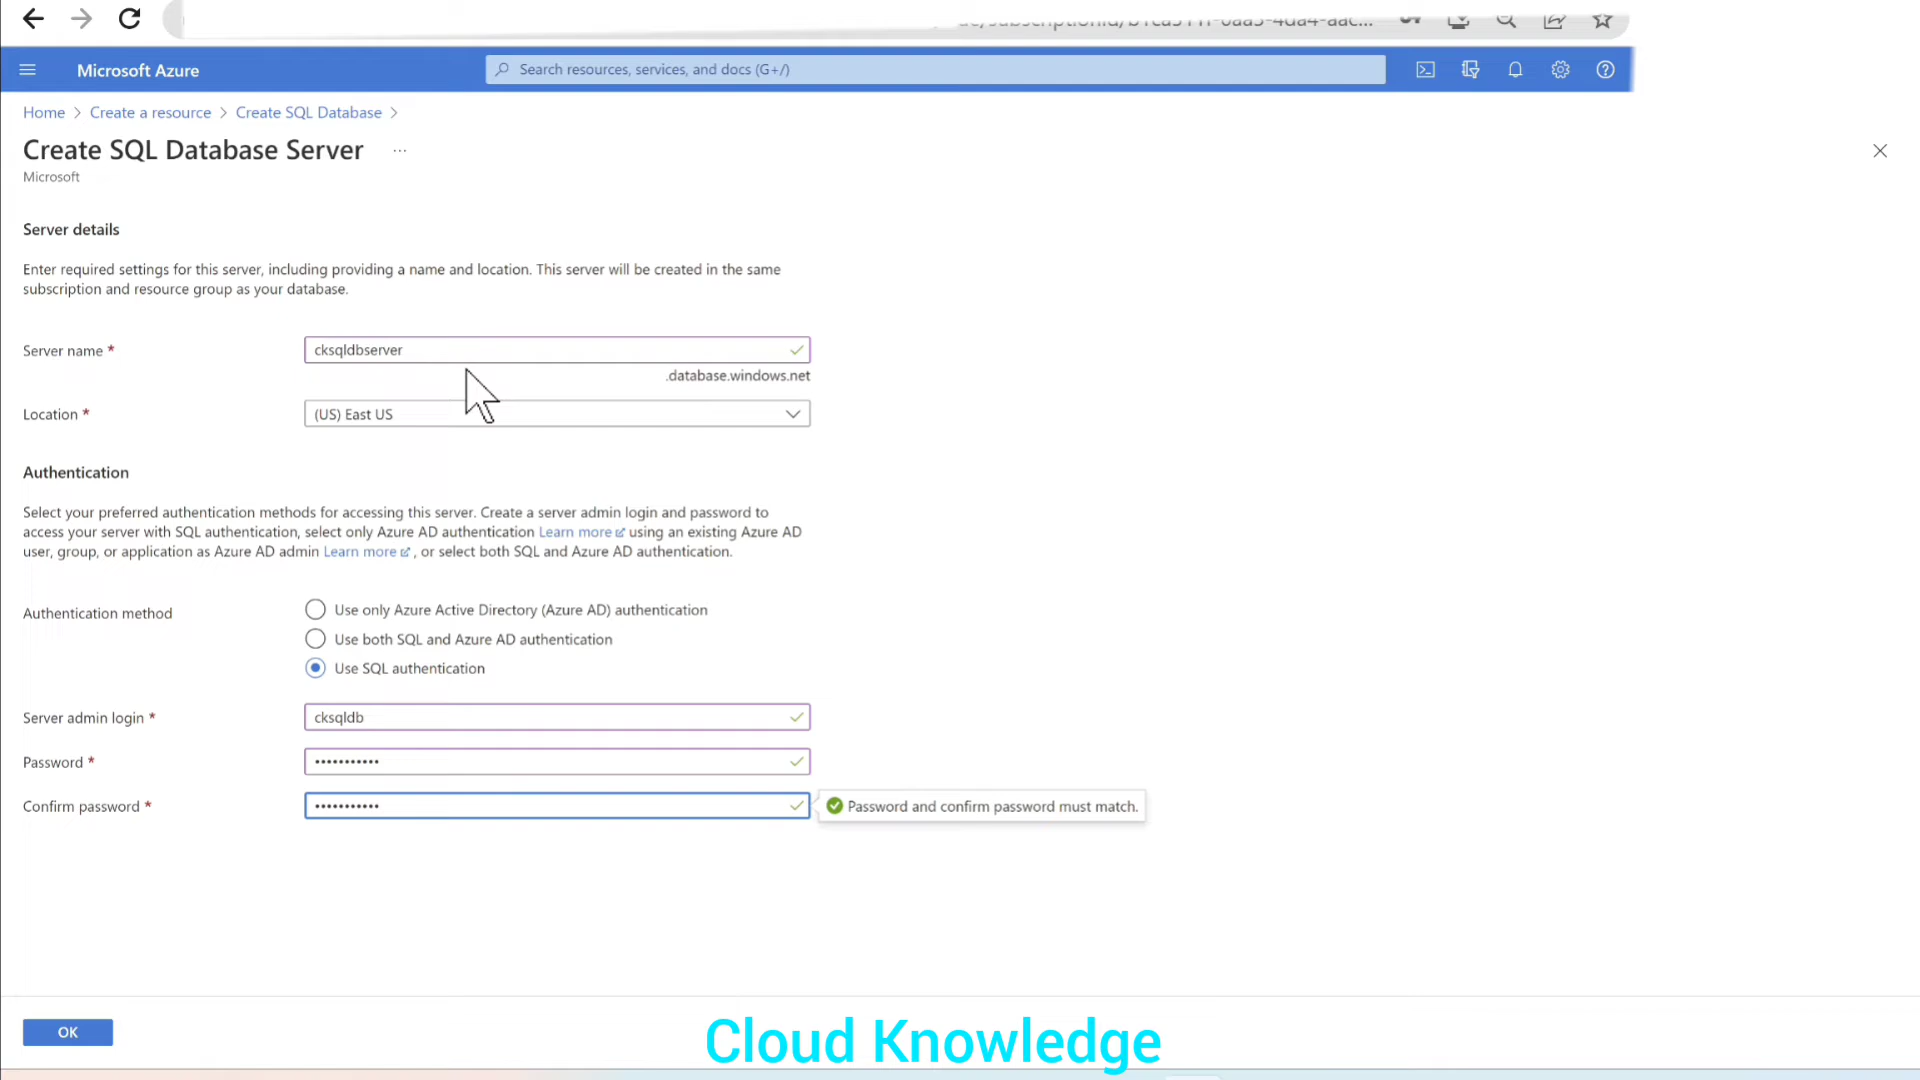 Microsoft Azure
Search resources, services, and docs (G+/)
Home > Create a resource > Create SQL Database >
Create SQL Database Server ...
Microsoft
Server details
Enter required settings for this server, including providing a name and location. This server will be created in the same
subscription and resource group as your database.
Server name *
cksqldbserver
.database.windows.net
Location *
(US) East US
Authentication
Select your preferred authentication methods for accessing this server. Create a server admin login and password to
access your server with SQL authentication, select only Azure AD authentication Learn more using an existing Azure AD
user, group, or application as Azure AD admin Learn more , or select both SQL and Azure AD authentication.
Authentication method
Use only Azure Active Directory (Azure AD) authentication
Use both SQL and Azure AD authentication
Use SQL authentication
Server admin login *
cksqldb
Password *
•••••••••••
Confirm password *
•••••••••••
Password and confirm password must match.
OK
Cloud Knowledge